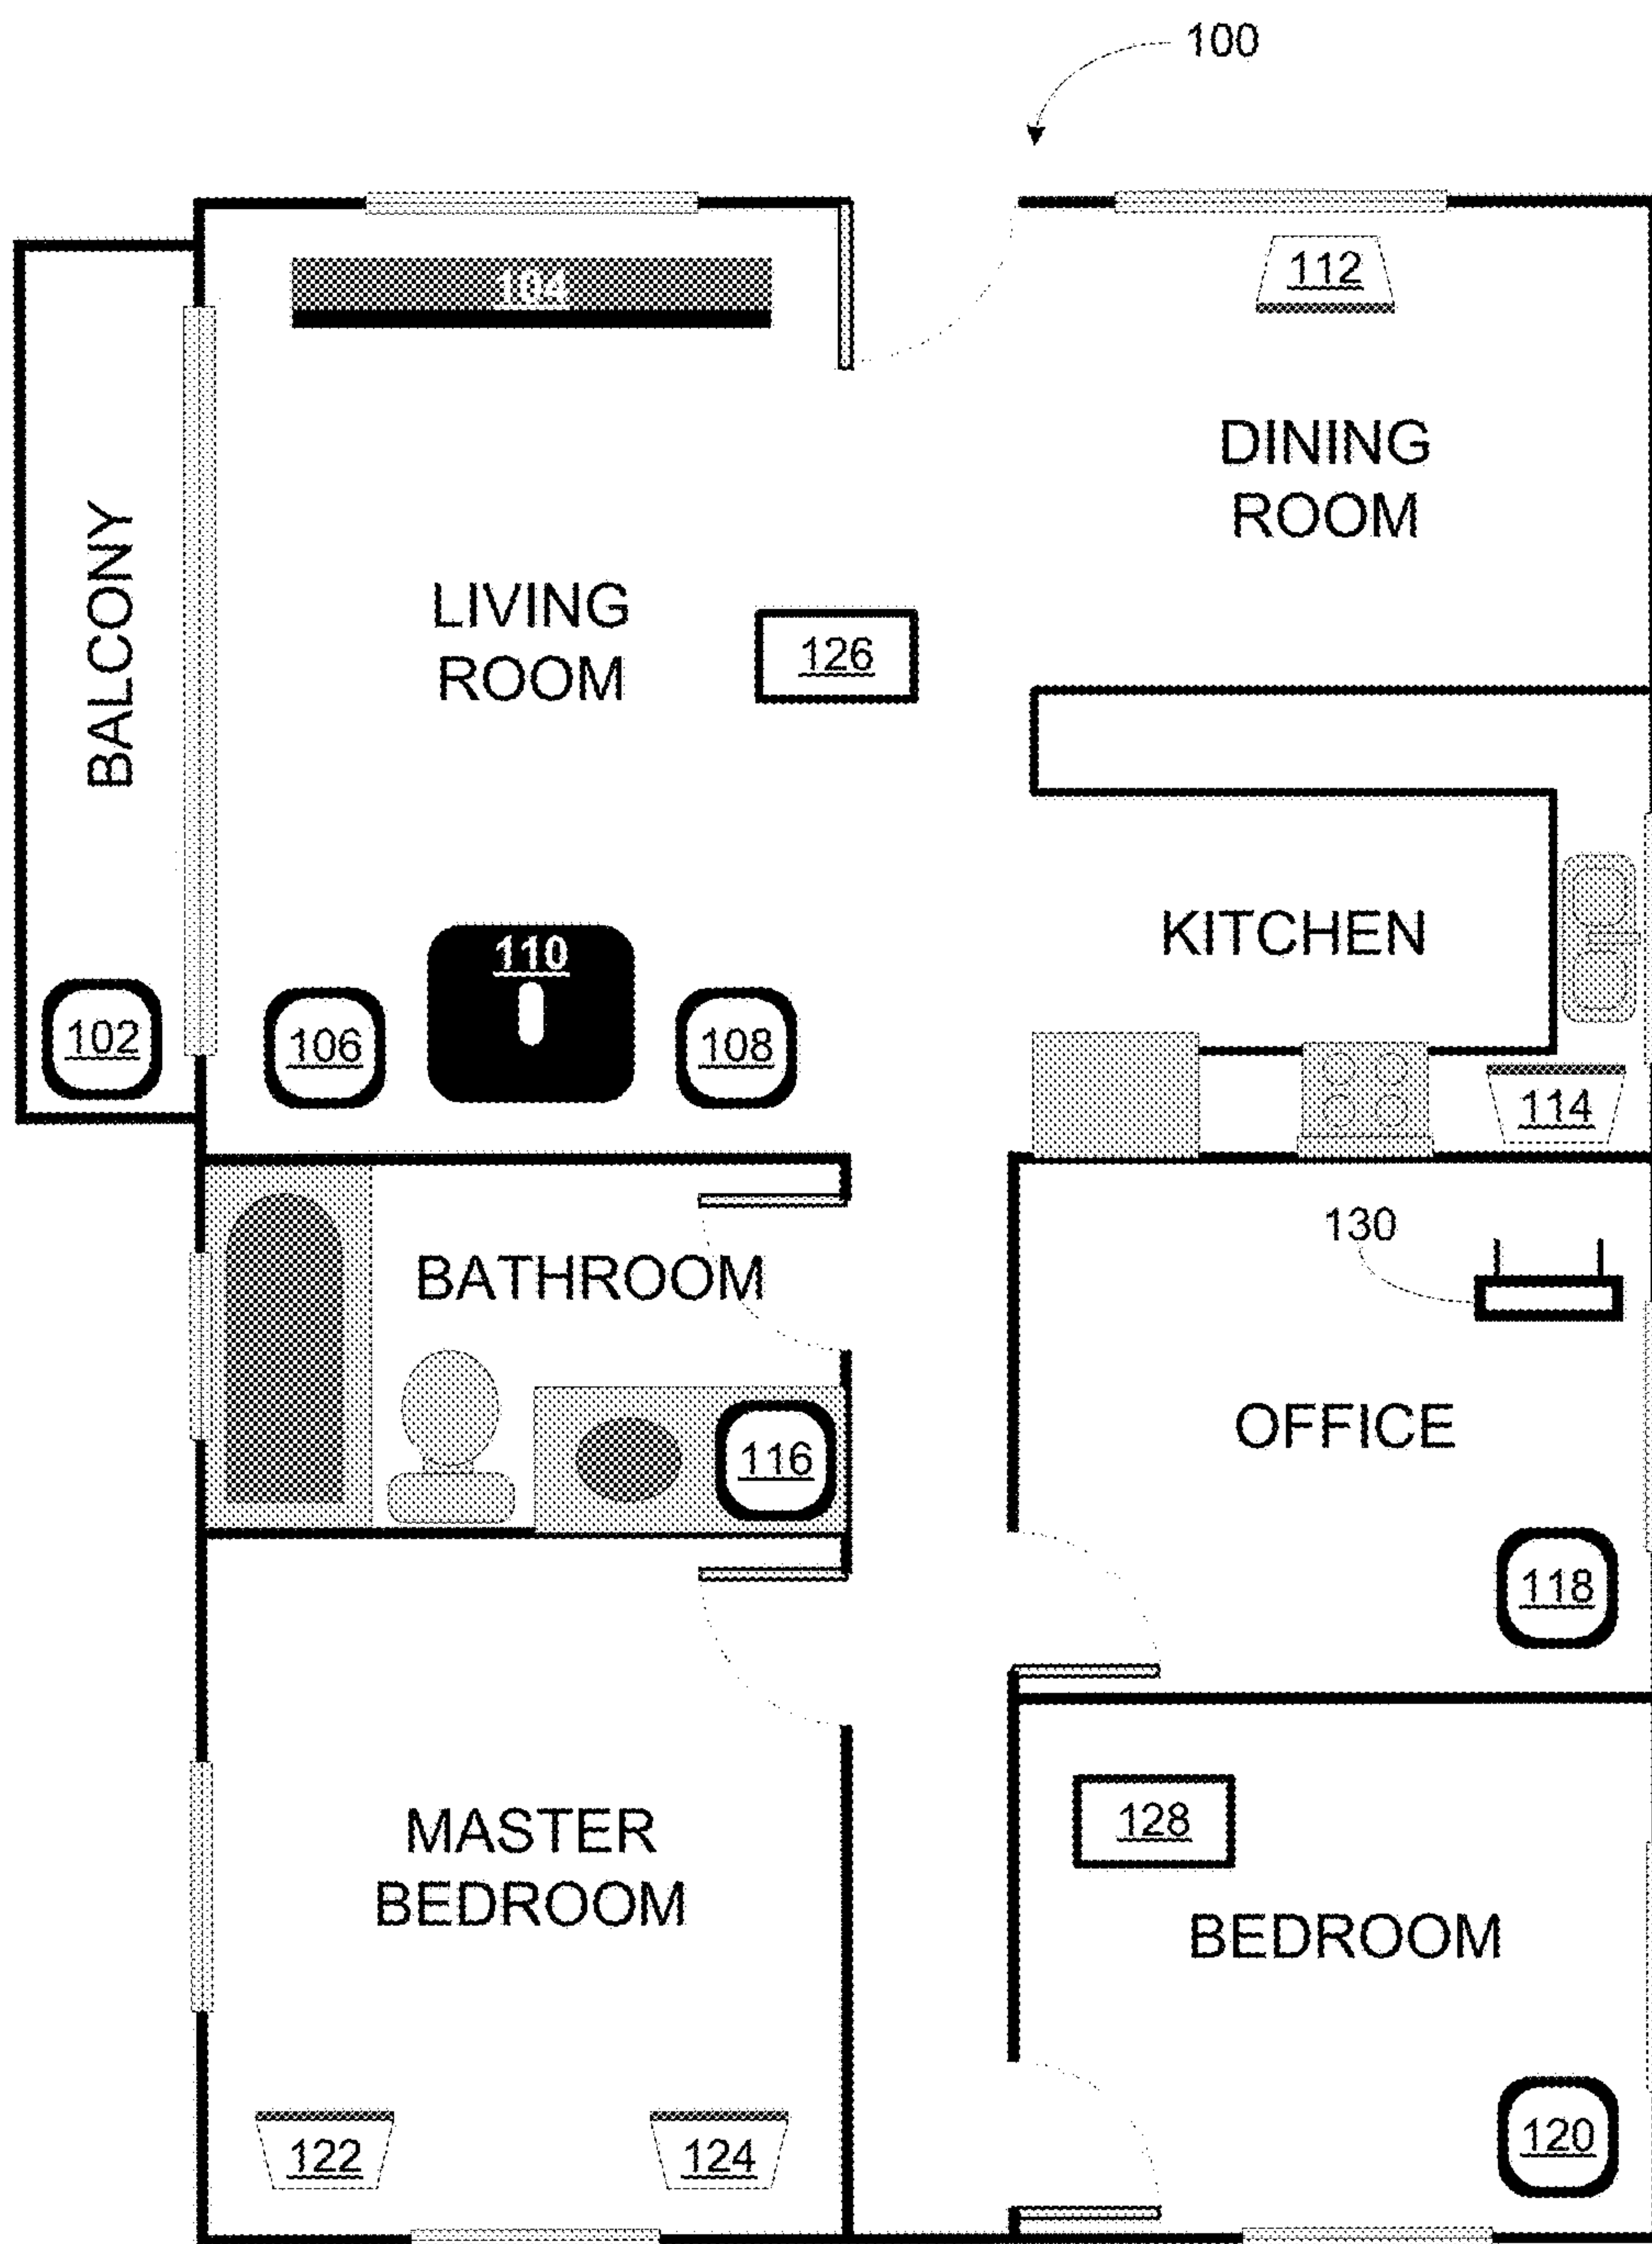 100
104
112
DINING
ROOM
BALCONY
LIVING
ROOM
126
110
KITCHEN
102
106
108
114
130
BATHROOM
OFFICE
116
118
128
MASTER
BEDROOM
BEDROOM
122
124
120